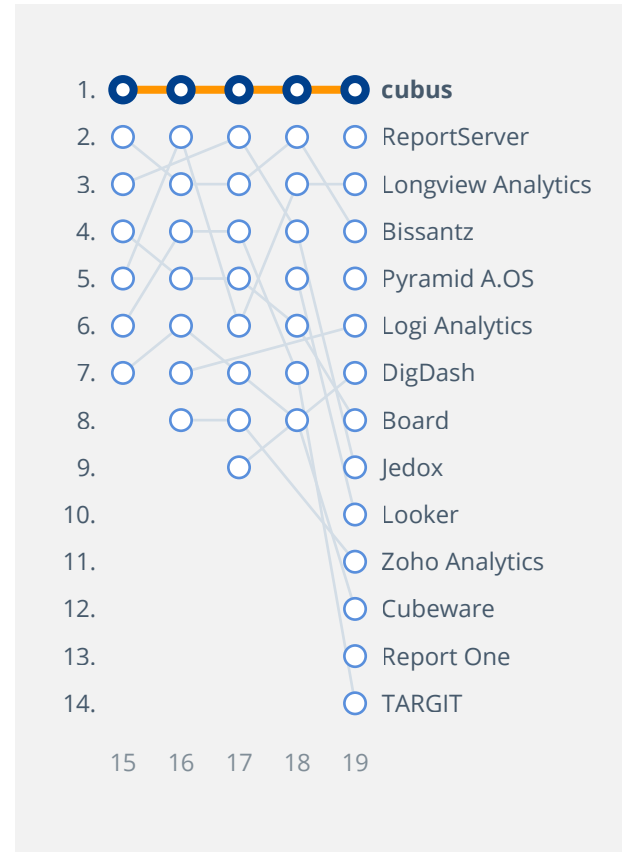 1. cubus
2. ReportServer
3. Longview Analytics
4. Bissantz
5. Pyramid A.OS
6. Logi Analytics
7. DigDash
8. Board
9. Jedox
10. Looker
11. Zoho Analytics
12. Cubeware
13. Report One
14. TARGIT
15 16 17 18 19